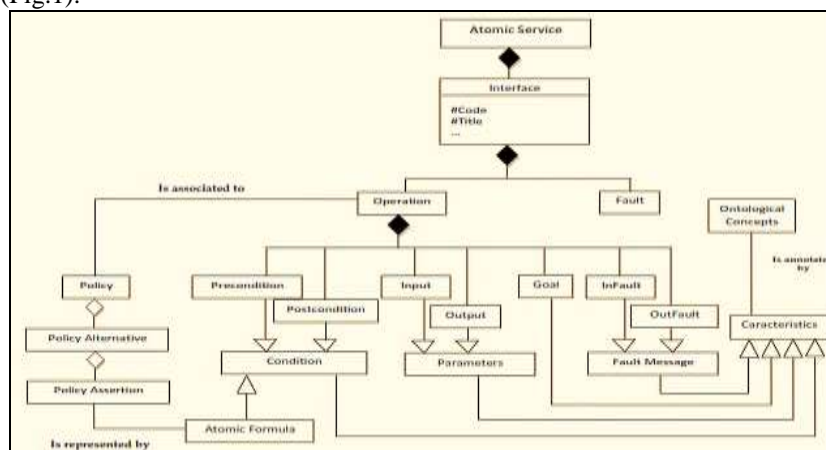 (Fig.1).
Atomic Service
Interface
#Code
#Title
...
Is associated to
Operation
Fault
Ontological
Concepts
Is annotated
by
Policy
Precondition
Input
Goal
InFault
Postcondition
Output
OutFault
Caracteristics
Policy Alternative
Condition
Parameters
Fault Message
Policy Assertion
Atomic Formula
Is represented by